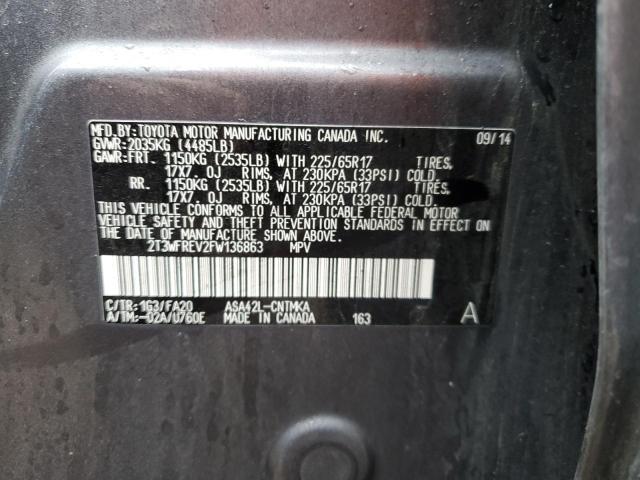 MFD.BY:TOYOTA MOTOR MANUFACTURING CANADA INC. 09/14
GVWR:2035KG (4485LB)
GAWR:FRT. 1150KG (2535LB) WITH 225/65R17 TIRES,
17X7. 0J RIMS, AT 230KPA (33PSI) COLD.
RR. 1150KG (2535LB) WITH 225/65R17 TIRES,
17X7. 0J RIMS, AT 230KPA (33PSI) COLD.
THIS VEHICLE CONFORMS TO ALL APPLICABLE FEDERAL MOTOR
VEHICLE SAFETY AND THEFT PREVENTION STANDARDS IN EFFECT ON
THE DATE OF MANUFACTURE SHOWN ABOVE.
2T3WFREV2FW136863 MPV
C/TR:1G3/FA20 ASA42L-CNTMKA
A/TM:-02A/U760E MADE IN CANADA 163 A